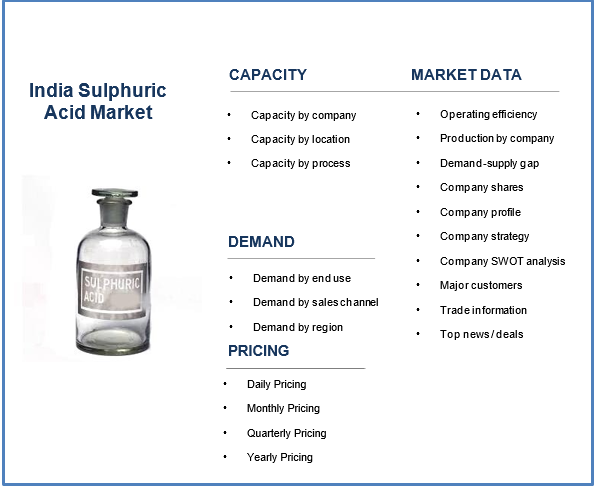 India Sulphuric
Acid Market
SULPHURIC
ACID
CAPACITY
• Capacity by company
• Capacity by location
• Capacity by process
DEMAND
• Demand by end use
• Demand by sales channel
• Demand by region
PRICING
• Daily Pricing
• Monthly Pricing
• Quarterly Pricing
• Yearly Pricing
MARKET DATA
• Operating efficiency
• Production by company
• Demand-supply gap
• Company shares
• Company profile
• Company strategy
• Company SWOT analysis
• Major customers
• Trade information
• Top news / deals